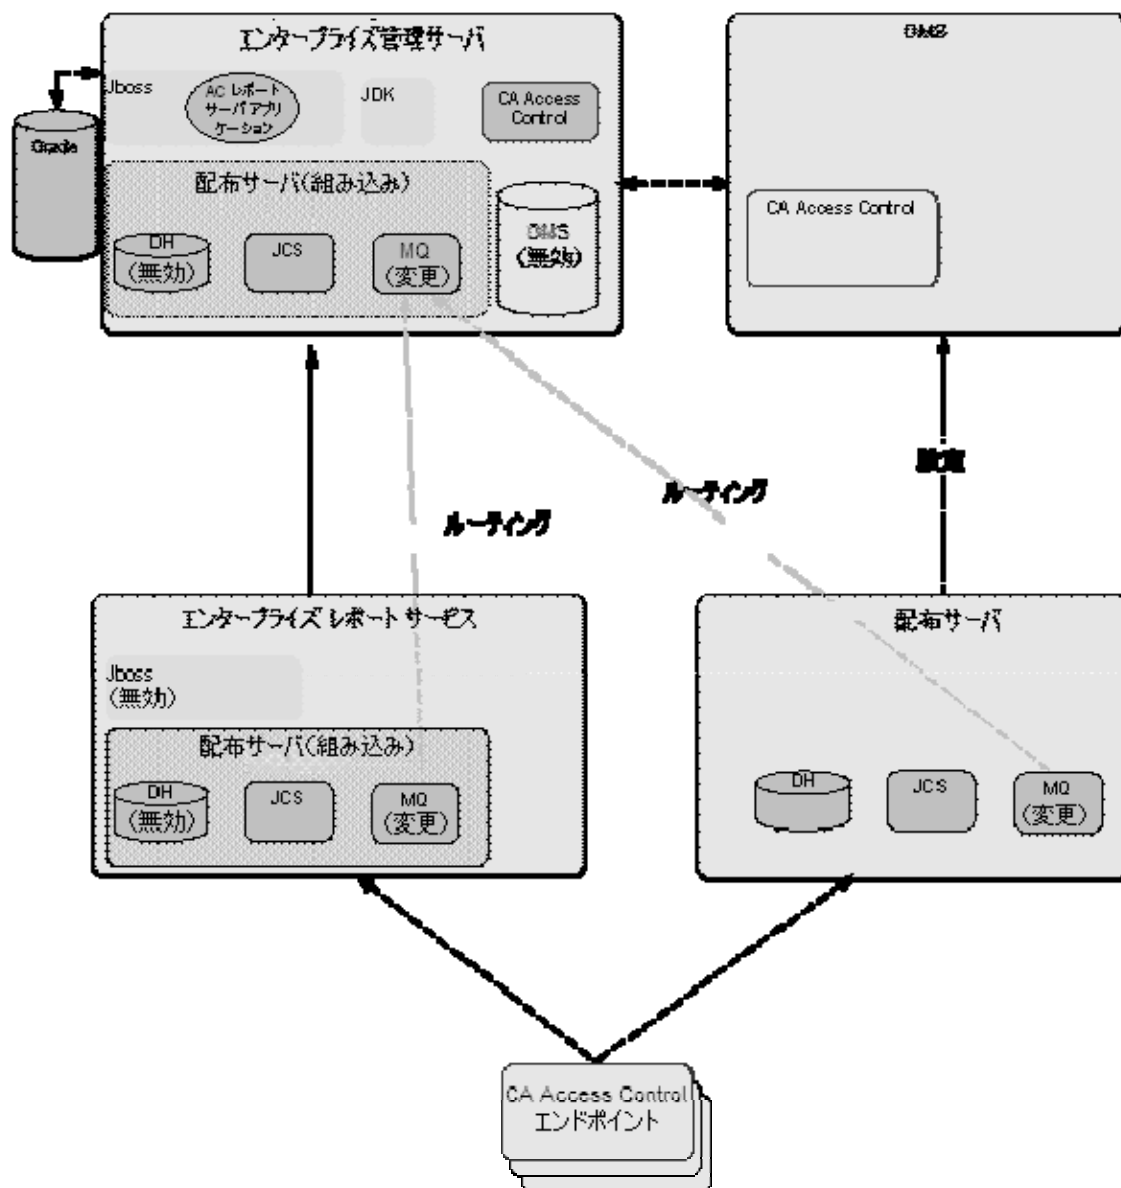 エンタープライズ管理サーバ
DMS
Jboss
AC レポート
サーバ アプリ
ケーション
JDK
CA Access
Control
Oracle
配布サーバ(組み込み)
DH
(無効)
JCS
MQ
(変更)
DMS
(無効)
CA Access Control
ルーティング
ルーティング
エンタープライズ レポート サービス
Jboss
(無効)
配布サーバ(組み込み)
DH
(無効)
JCS
MQ
(変更)
配布サーバ
DH
JCS
MQ
(変更)
CA Access Control
エンドポイント